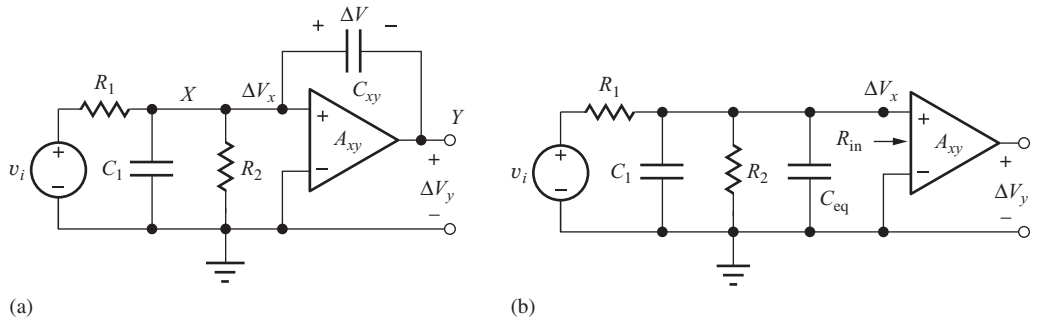 + ΔV −
R1 X ΔVx Cxy Y
+ Axy
vi + − C1 R2 − + ΔVy −
(a)
R1 ΔVx
+ Axy
Rin
vi + − C1 R2 Ceq − + ΔVy −
(b)